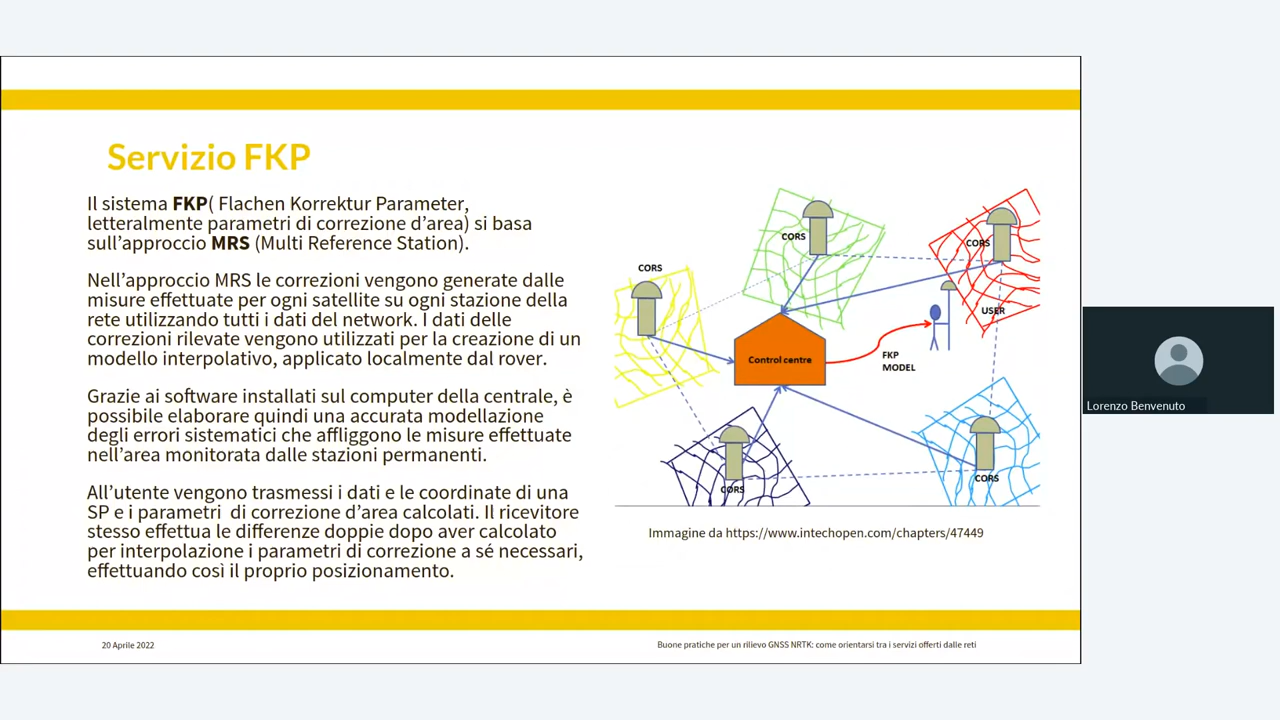 Servizio FKP
Il sistema FKP( Flachen Korrektur Parameter,
letteralmente parametri di correzione d’area) si basa
sull’approccio MRS (Multi Reference Station).
Nell’approccio MRS le correzioni vengono generate dalle
misure effettuate per ogni satellite su ogni stazione della
rete utilizzando tutti i dati del network. I dati delle
correzioni rilevate vengono utilizzati per la creazione di un
modello interpolativo, applicato localmente dal rover.
Grazie ai software installati sul computer della centrale, è
possibile elaborare quindi una accurata modellazione
degli errori sistematici che affliggono le misure effettuate
nell’area monitorata dalle stazioni permanenti.
All’utente vengono trasmessi i dati e le coordinate di una
SP e i parametri di correzione d’area calcolati. Il ricevitore
stesso effettua le differenze doppie dopo aver calcolato
per interpolazione i parametri di correzione a sé necessari,
effettuando così il proprio posizionamento.
CORS
CORS
CORS
USER
Control centre
FKP
MODEL
CORS
CORS
Immagine da https://www.intechopen.com/chapters/47449
Lorenzo Benvenuto
20 Aprile 2022
Buone pratiche per un rilievo GNSS NRTK: come orientarsi tra i servizi offerti dalle reti